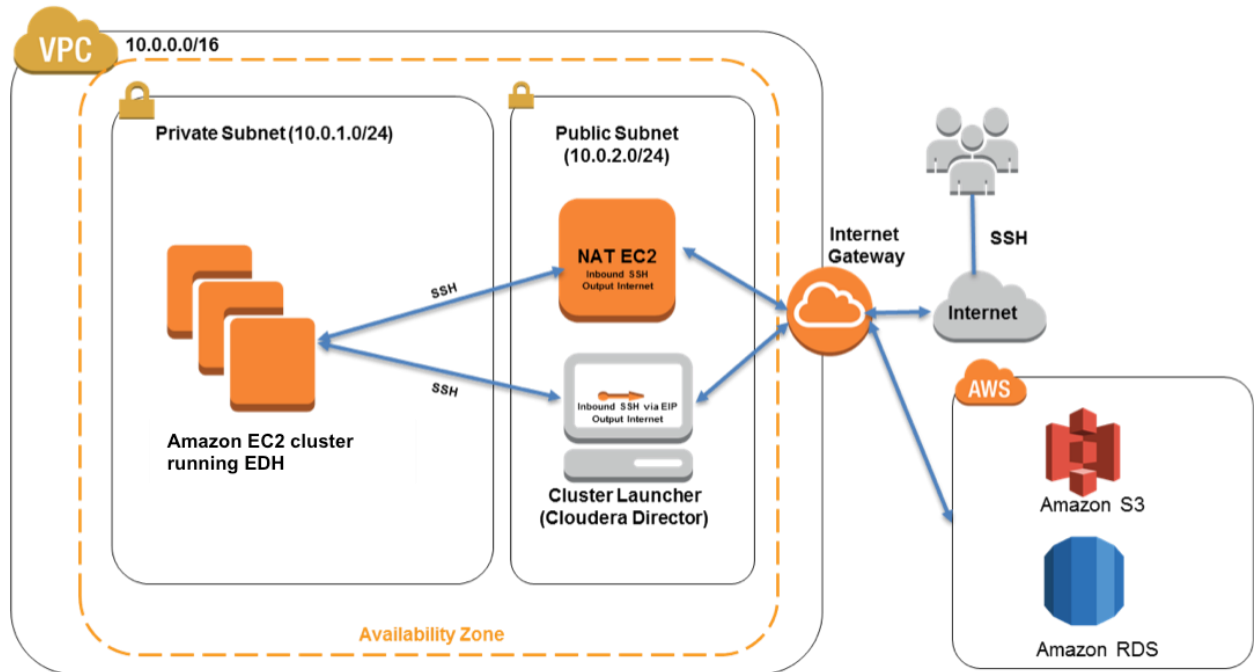 VPC
10.0.0.0/16
Private Subnet (10.0.1.0/24)
Public Subnet
(10.0.2.0/24)
NAT EC2
Inbound SSH
Output Internet
SSH
SSH
Inbound SSH via EIP
Output Internet
Amazon EC2 cluster
running EDH
Cluster Launcher
(Cloudera Director)
Availability Zone
Internet
Gateway
SSH
Internet
AWS
Amazon S3
Amazon RDS